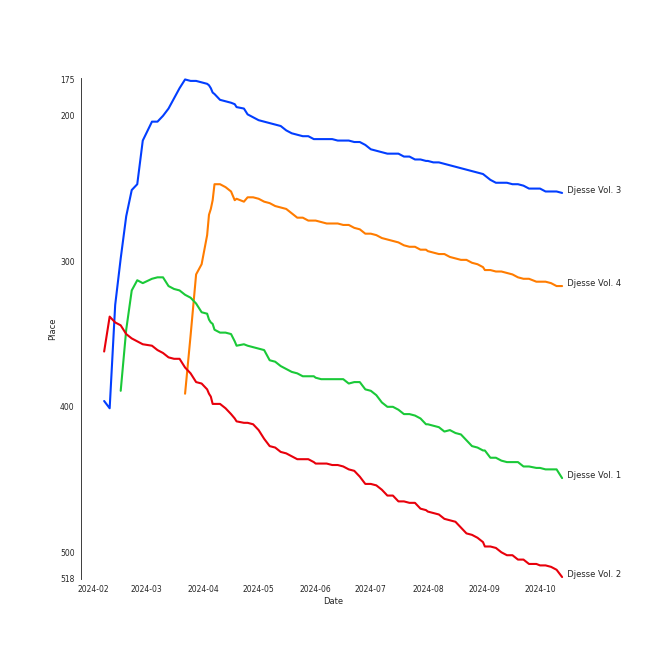 175
200
300
400
500
518
Place
2024-02
2024-03
2024-04
2024-05
2024-06
2024-07
2024-08
2024-09
2024-10
Date
Djesse Vol. 3
Djesse Vol. 4
Djesse Vol. 1
Djesse Vol. 2